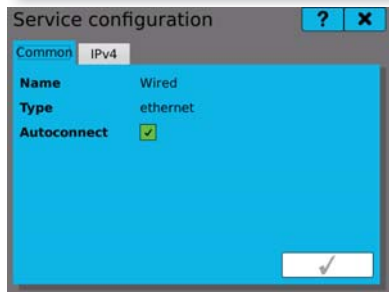 Service configuration ?
Common IPv4
Name Wired
Type ethernet
Autoconnect